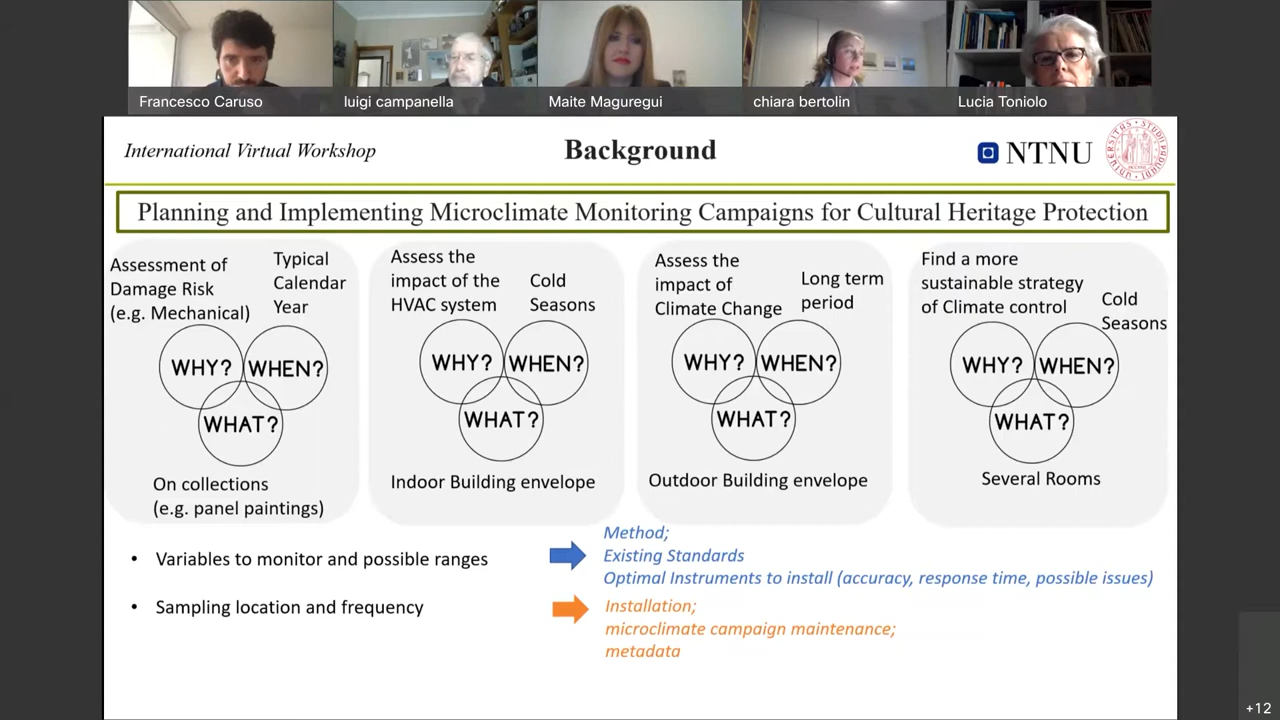 Francesco Caruso
luigi campanella
Maite Maguregui
chiara bertolin
Lucia Toniolo
International Virtual Workshop
Background
NTNU
Planning and Implementing Microclimate Monitoring Campaigns for Cultural Heritage Protection
Assessment of
Damage Risk
(e.g. Mechanical)
Typical
Calendar
Year
WHY?
WHEN?
WHAT?
On collections
(e.g. panel paintings)
Assess the
impact of the
HVAC system
Cold
Seasons
WHY?
WHEN?
WHAT?
Indoor Building envelope
Assess the
impact of
Climate Change
Long term
period
WHY?
WHEN?
WHAT?
Outdoor Building envelope
Find a more
sustainable strategy
of Climate control
Cold
Seasons
WHY?
WHEN?
WHAT?
Several Rooms
• Variables to monitor and possible ranges
Method;
Existing Standards
Optimal Instruments to install (accuracy, response time, possible issues)
• Sampling location and frequency
Installation;
microclimate campaign maintenance;
metadata
+12